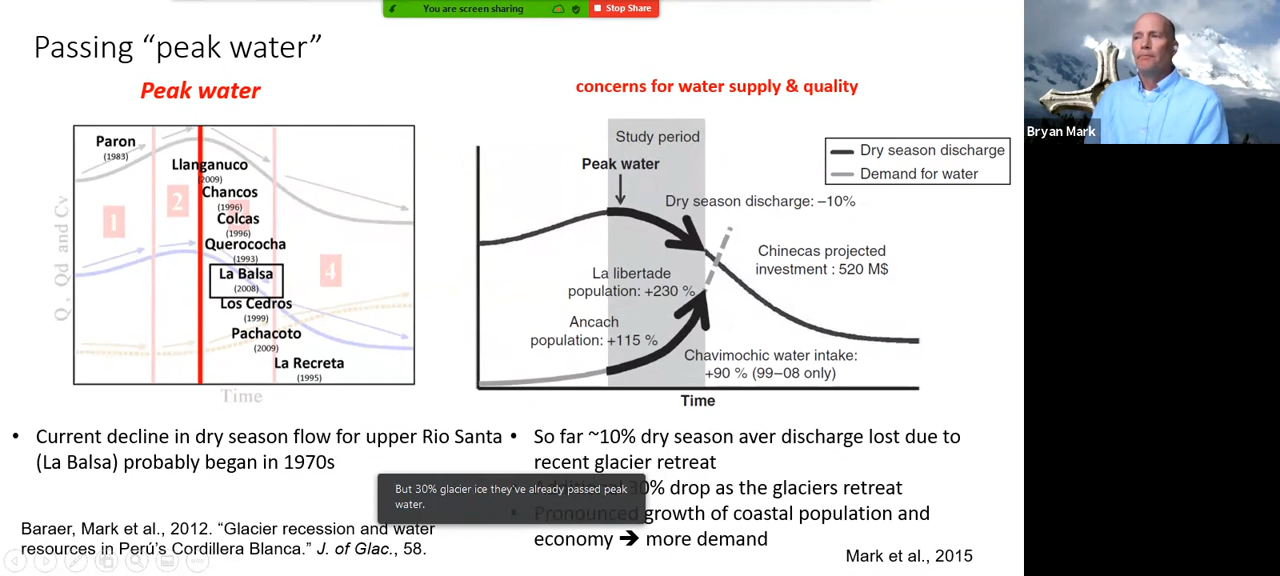 You are screen sharing
Stop Share
Passing “peak water”
Peak water
Paron
(1983)
Llanganuco
(2009)
Chancos
(1996)
Colcas
(1996)
Querococha
(1993)
La Balsa
(2008)
Los Cedros
(1999)
Pachacoto
(2009)
La Recreta
(1995)
1
2
4
Q , Qd and Cv
Time
concerns for water supply & quality
Study period
Peak water
Dry season discharge
Demand for water
Dry season discharge: –10%
Chinecas projected
investment : 520 M$
La libertade
population: +230 %
Ancach
population: +115 %
Chavimochic water intake:
+90 % (99–08 only)
Time
• Current decline in dry season flow for upper Rio Santa
(La Balsa) probably began in 1970s
• So far ~10% dry season aver discharge lost due to
recent glacier retreat
30% drop as the glaciers retreat
• Pronounced growth of coastal population and
economy ➔ more demand
But 30% glacier ice they've already passed peak
water.
Baraer, Mark et al., 2012. “Glacier recession and water
resources in Perú’s Cordillera Blanca.” J. of Glac., 58.
Mark et al., 2015
Bryan Mark